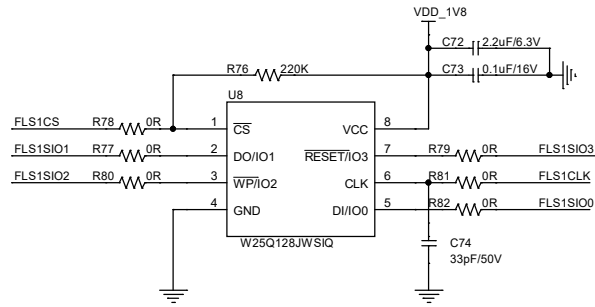 VDD_1V8
C72 2.2uF/6.3V
R76 220K C73 0.1uF/16V
U8
FLS1CS R78 0R 1 CS VCC 8
FLS1SIO1 R77 0R 2 DO/IO1 RESET/IO3 7 R79 0R FLS1SIO3
FLS1SIO2 R80 0R 3 WP/IO2 CLK 6 R81 0R FLS1CLK
4 GND DI/IO0 5 R82 0R FLS1SIO0
W25Q128JWSIQ
C74
33pF/50V